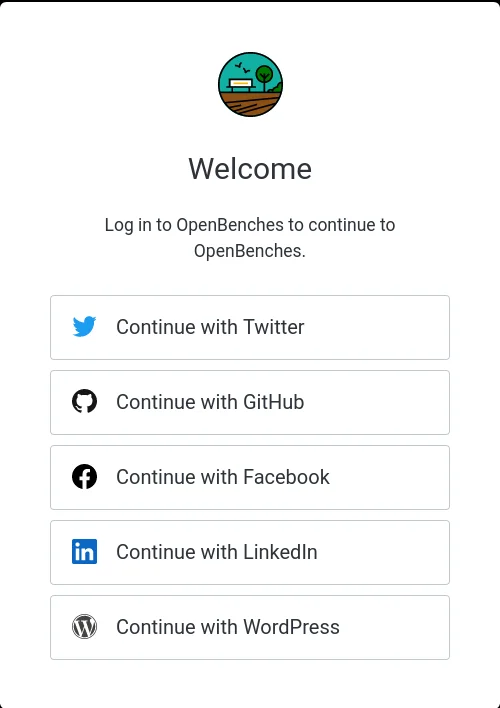 Welcome
Log in to OpenBenches to continue to
OpenBenches.
Continue with Twitter
Continue with GitHub
Continue with Facebook
in Continue with LinkedIn
Continue with WordPress